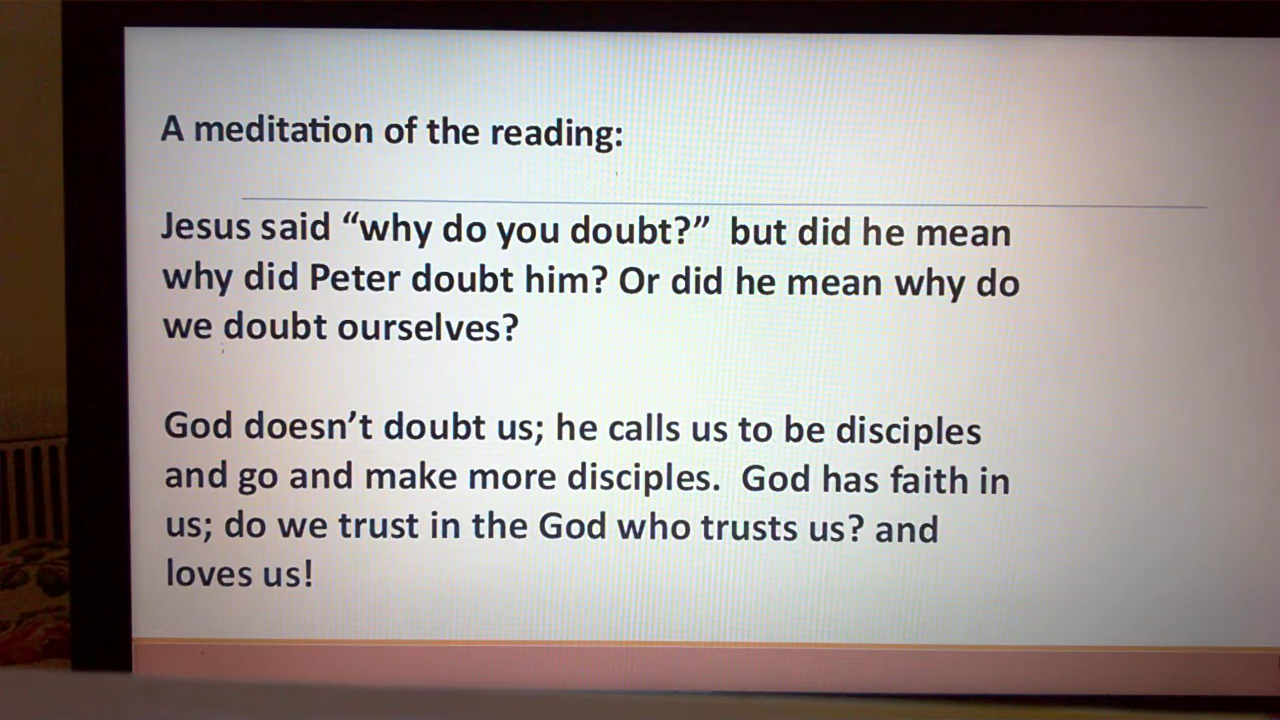 A meditation of the reading:
Jesus said “why do you doubt?”  but did he mean
why did Peter doubt him? Or did he mean why do
we doubt ourselves?
God doesn’t doubt us; he calls us to be disciples
and go and make more disciples.  God has faith in
us; do we trust in the God who trusts us? and
loves us!